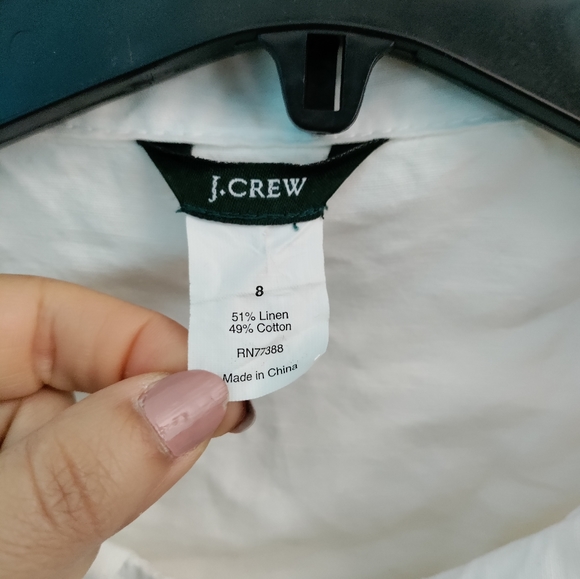 J.CREW
8
51% Linen
49% Cotton
RN77388
Made in China